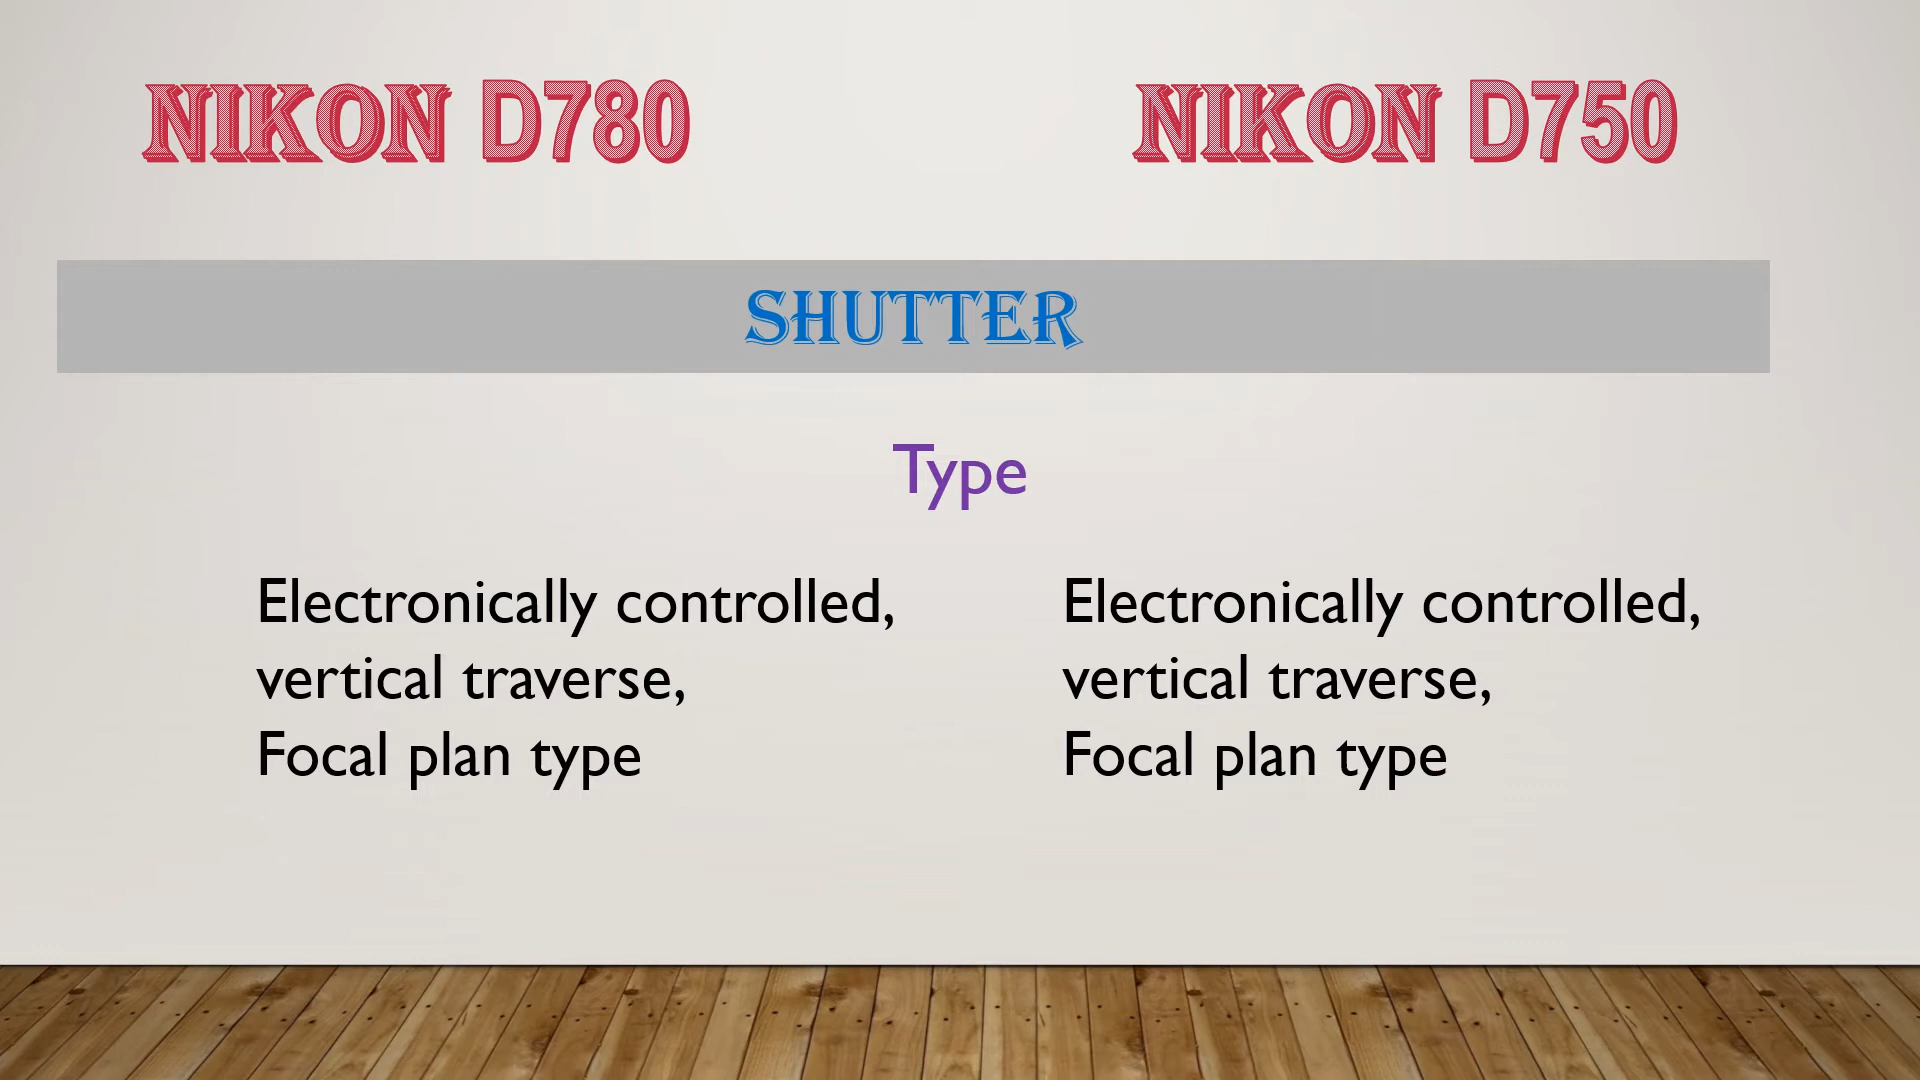 NIKON D780
NIKON D750
SHUTTER
Type
Electronically controlled,
vertical traverse,
Focal plan type
Electronically controlled,
vertical traverse,
Focal plan type